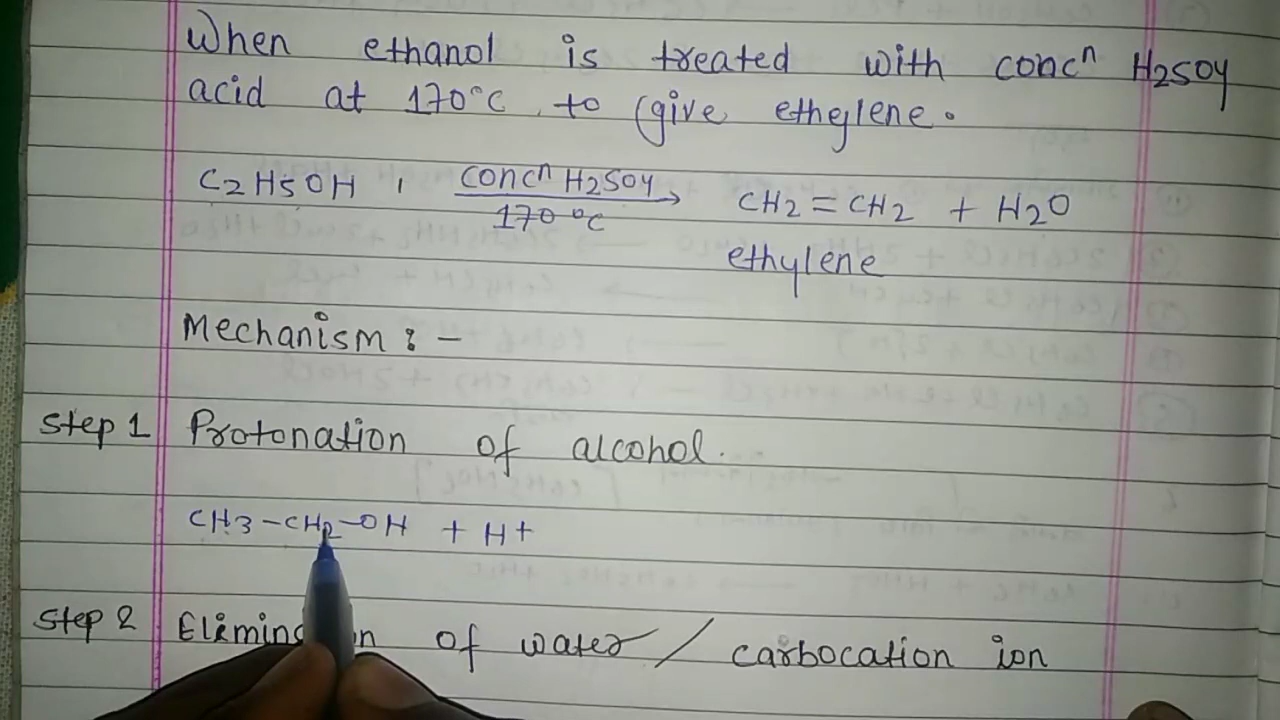 When ethanol is treated with concⁿ H2SO4
acid at 170°C to give ethylene.
C2H5OH , concⁿ H2SO4 → CH2=CH2 + H2O
170°C
ethylene
Mechanism :-
Step 1 Protonation of alcohol.
CH3-CH2-OH + H+
Step 2 of water / carbocation ion